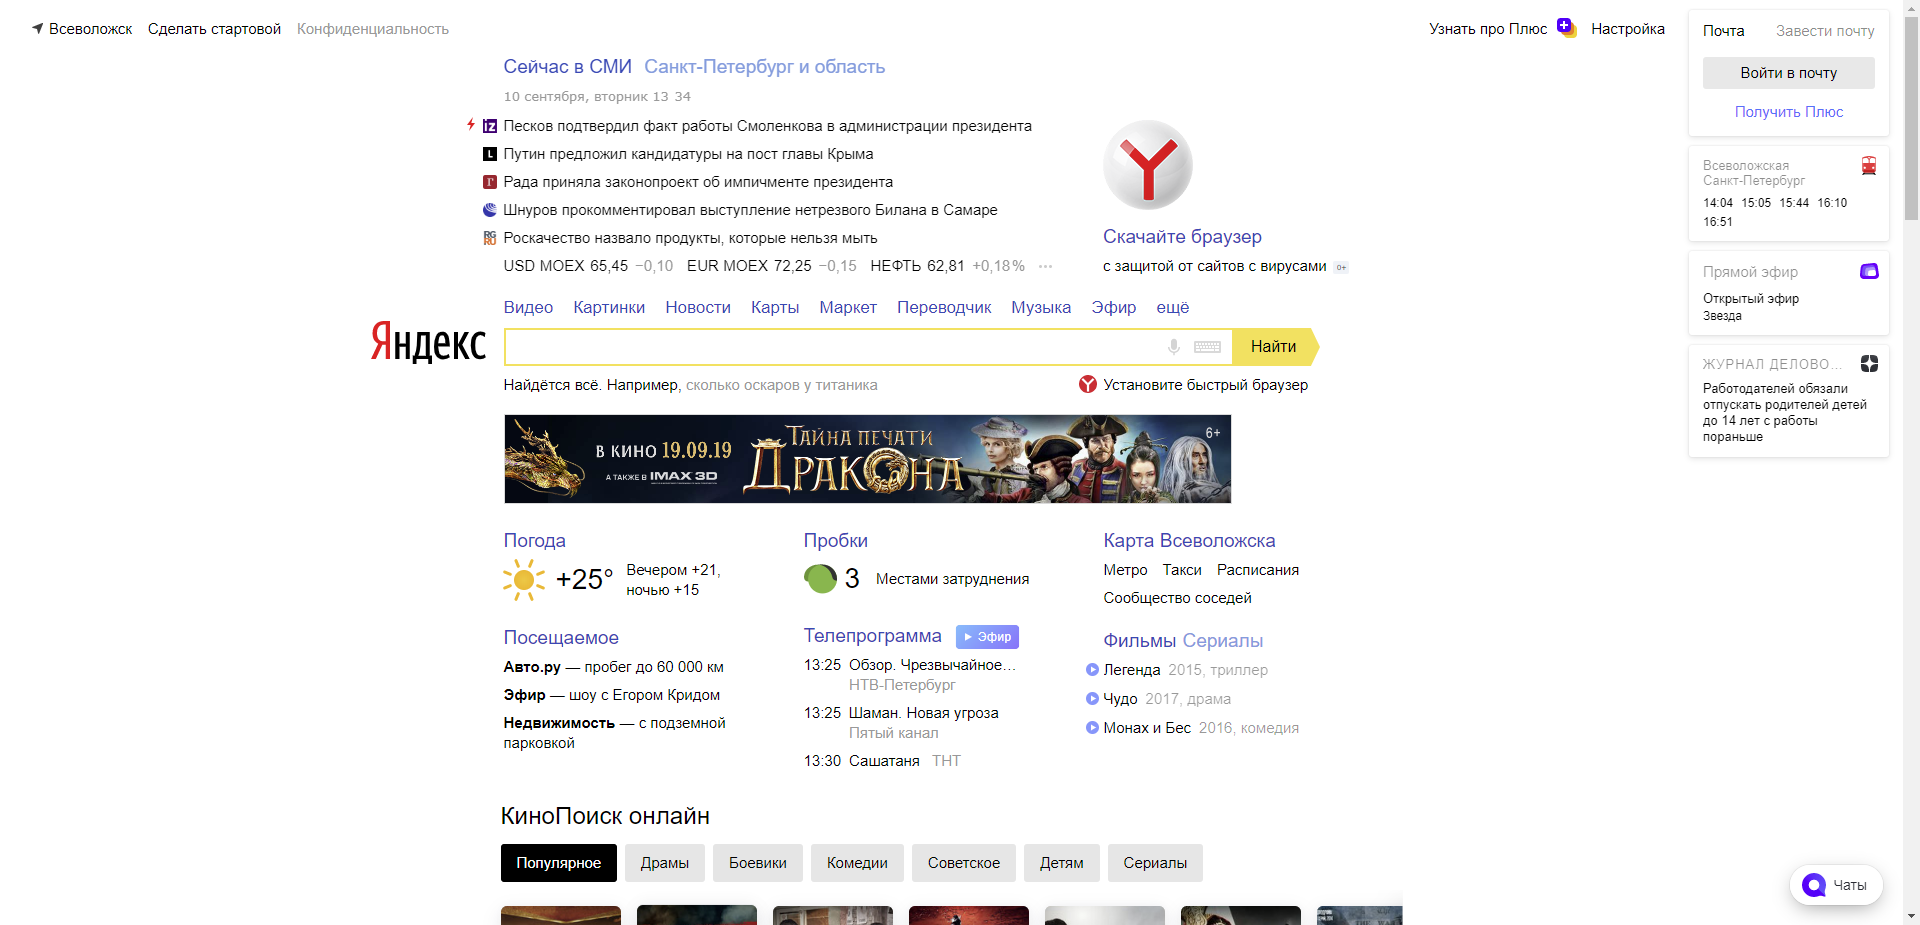 Всеволожск Сделать стартовой Конфиденциальность
Узнать про Плюс Настройка
Почта Завести почту
Войти в почту
Получить Плюс
Всеволожская
Санкт-Петербург
14:04 15:05 15:44 16:10
16:51
Прямой эфир
Открытый эфир
Звезда
ЖУРНАЛ ДЕЛОВО...
Работодателей обязали
отпускать родителей детей
до 14 лет с работы
пораньше
Сейчас в СМИ Санкт-Петербург и область
10 сентября, вторник 13 34
Песков подтвердил факт работы Смоленкова в администрации президента
Путин предложил кандидатуры на пост главы Крыма
Рада приняла законопроект об импичменте президента
Шнуров прокомментировал выступление нетрезвого Билана в Самаре
Роскачество назвало продукты, которые нельзя мыть
USD MOEX 65,45 −0,10 EUR MOEX 72,25 −0,15 НЕФТЬ 62,81 +0,18% ···
Скачайте браузер
с защитой от сайтов с вирусами 0+
Видео Картинки Новости Карты Маркет Переводчик Музыка Эфир ещё
Яндекс
Найти
Найдётся всё. Например, сколько оскаров у титаника
Установите быстрый браузер
В КИНО 19.09.19
А ТАКЖЕ В IMAX 3D
ТАЙНА ПЕЧАТИ
ДРАКОНА
6+
Погода
+25°
Вечером +21,
ночью +15
Пробки
3 Местами затруднения
Карта Всеволожска
Метро Такси Расписания
Сообщество соседей
Посещаемое
Авто.ру — пробег до 60 000 км
Эфир — шоу с Егором Кридом
Недвижимость — с подземной
парковкой
Телепрограмма Эфир
13:25 Обзор. Чрезвычайное...
НТВ-Петербург
13:25 Шаман. Новая угроза
Пятый канал
13:30 Сашатаня ТНТ
Фильмы Сериалы
Легенда 2015, триллер
Чудо 2017, драма
Монах и Бес 2016, комедия
КиноПоиск онлайн
Популярное Драмы Боевики Комедии Советское Детям Сериалы
Чаты